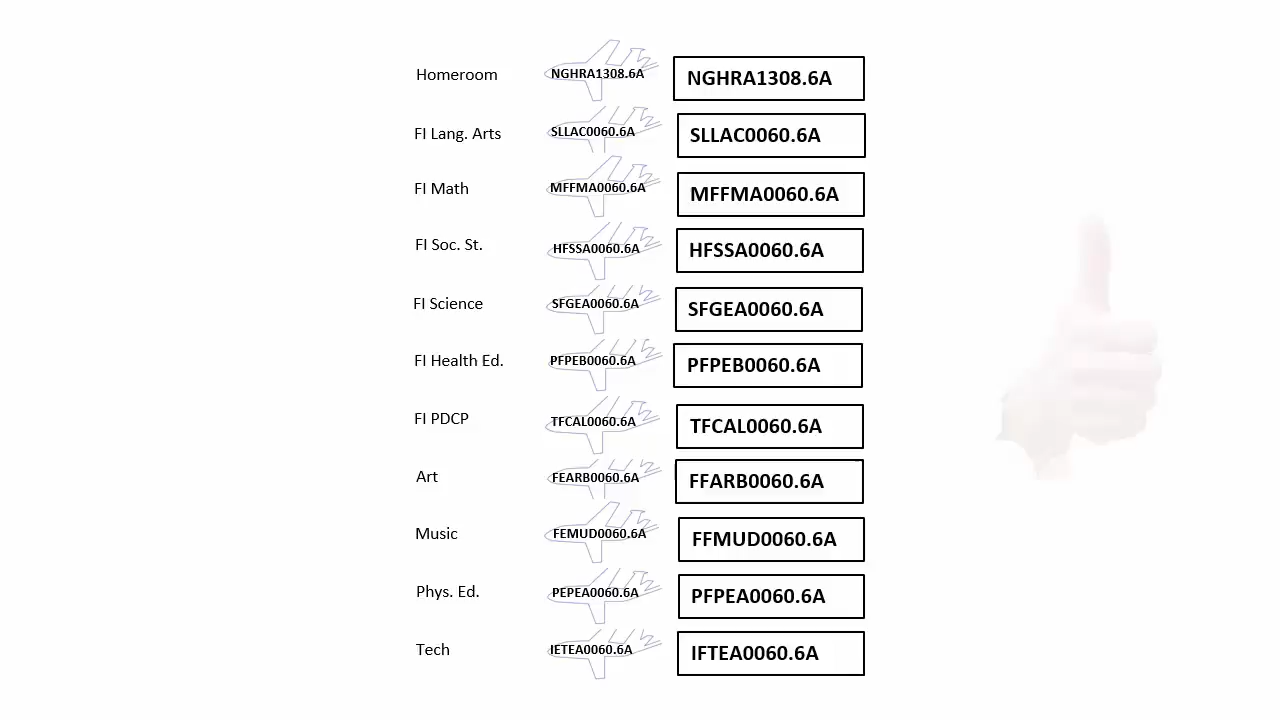 Homeroom NGHRA1308.6A NGHRA1308.6A
FI Lang. Arts SLLAC0060.6A SLLAC0060.6A
FI Math MFFMA0060.6A MFFMA0060.6A
FI Soc. St. HFSSA0060.6A HFSSA0060.6A
FI Science SFGEA0060.6A SFGEA0060.6A
FI Health Ed. PFPEB0060.6A PFPEB0060.6A
FI PDCP TFCAL0060.6A TFCAL0060.6A
Art FEARB0060.6A FFARB0060.6A
Music FEMUD0060.6A FFMUD0060.6A
Phys. Ed. PEPEA0060.6A PFPEA0060.6A
Tech IETEA0060.6A IFTEA0060.6A